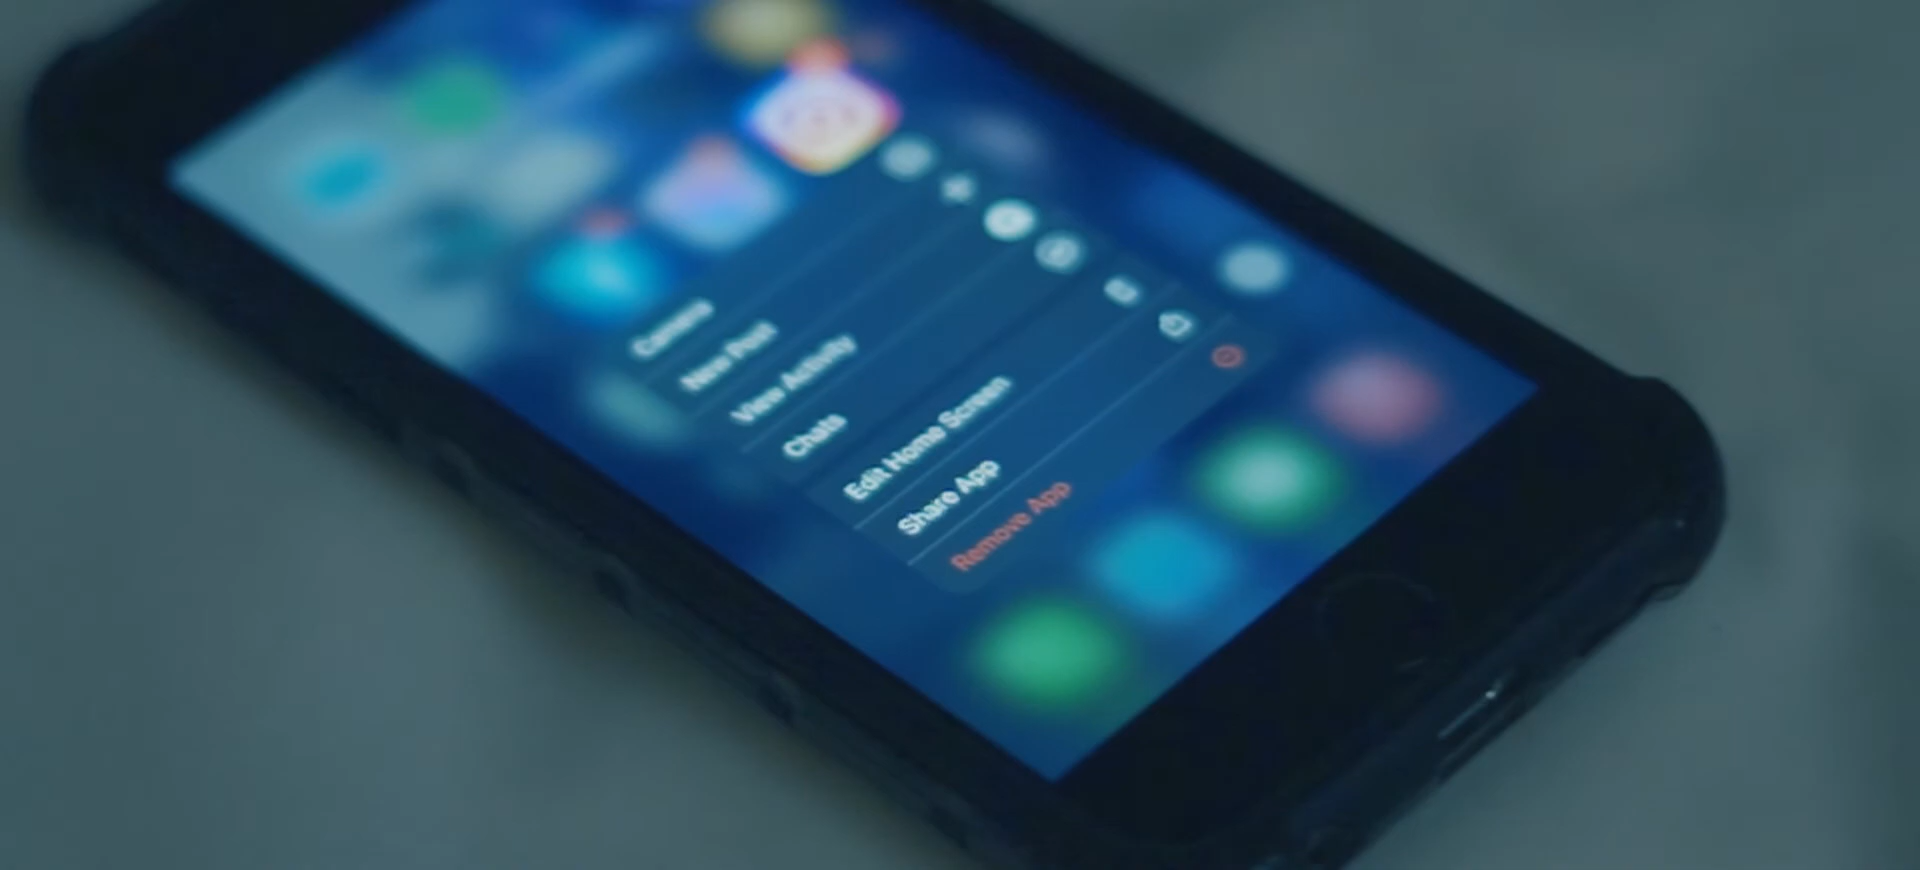 Camera
New Post
View Activity
Chats
Edit Home Screen
Share App
Remove App